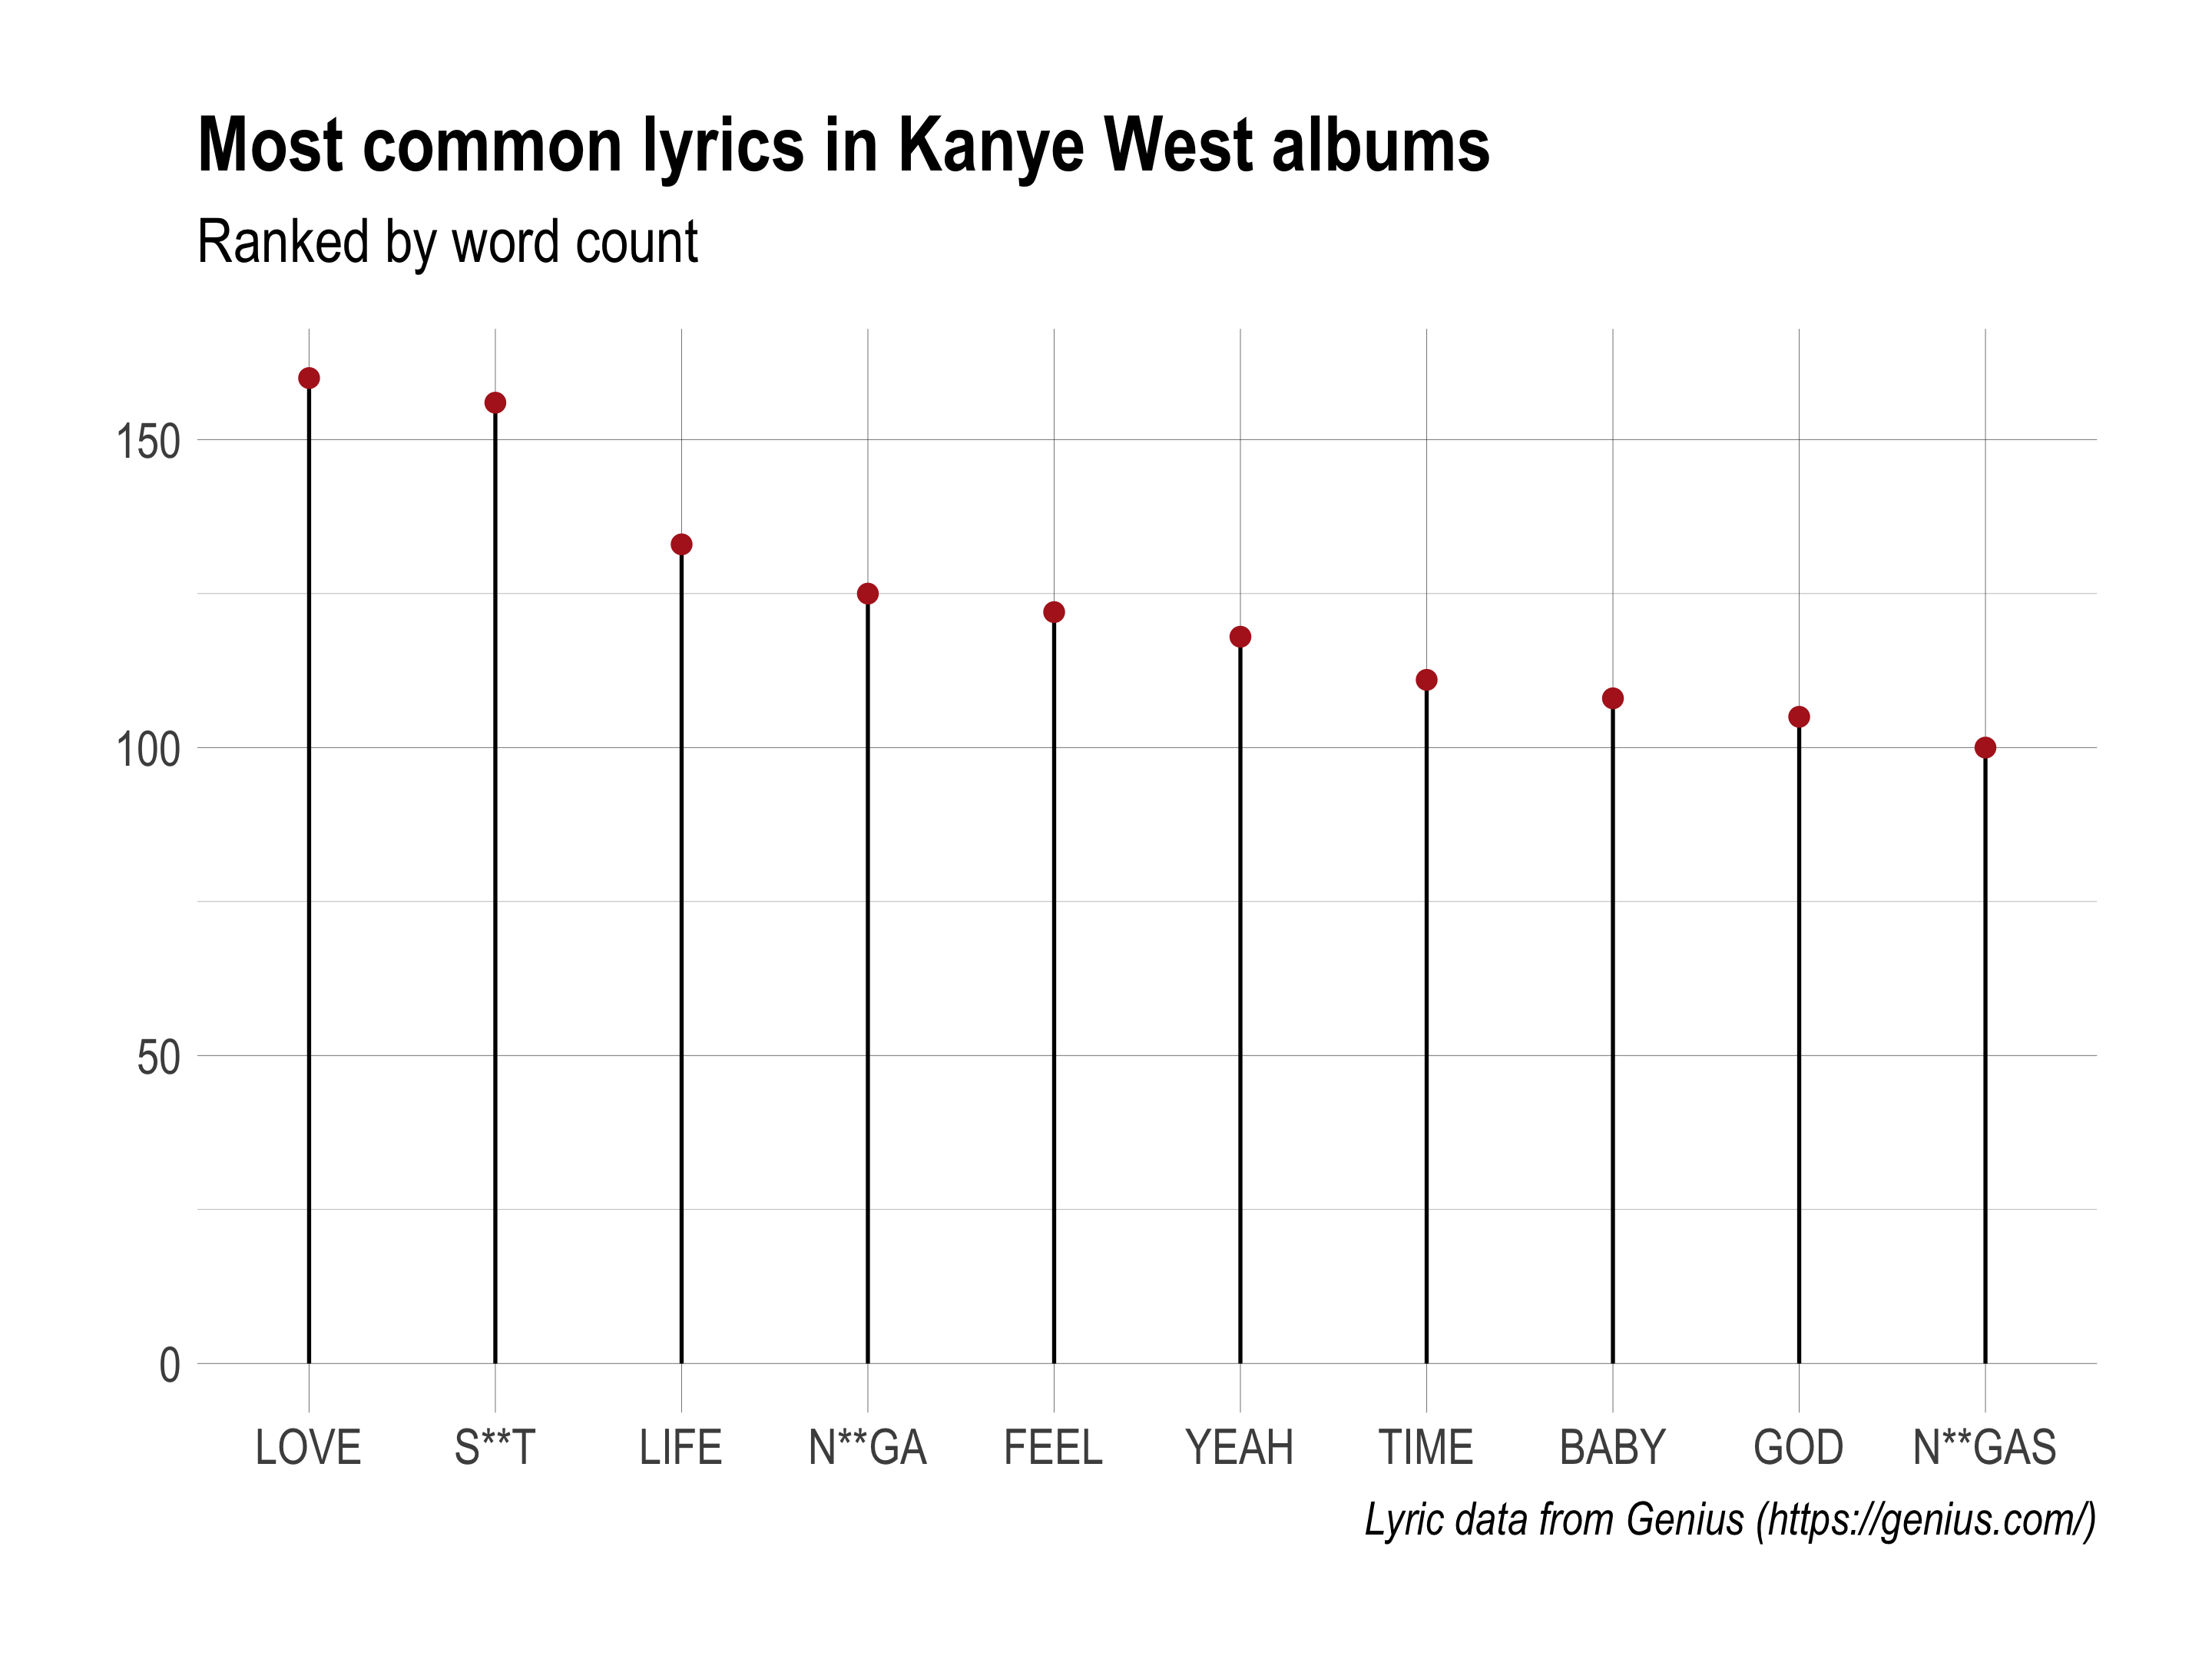 Most common lyrics in Kanye West albums
Ranked by word count
150
100
50
0
LOVE S**T LIFE N**GA FEEL YEAH TIME BABY GOD N**GAS
Lyric data from Genius (https://genius.com/)